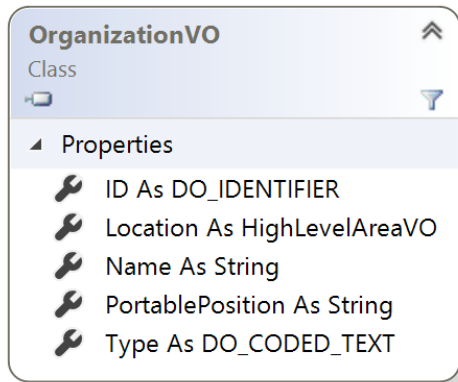 OrganizationVO
Class
Properties
ID As DO_IDENTIFIER
Location As HighLevelAreaVO
Name As String
PortablePosition As String
Type As DO_CODED_TEXT